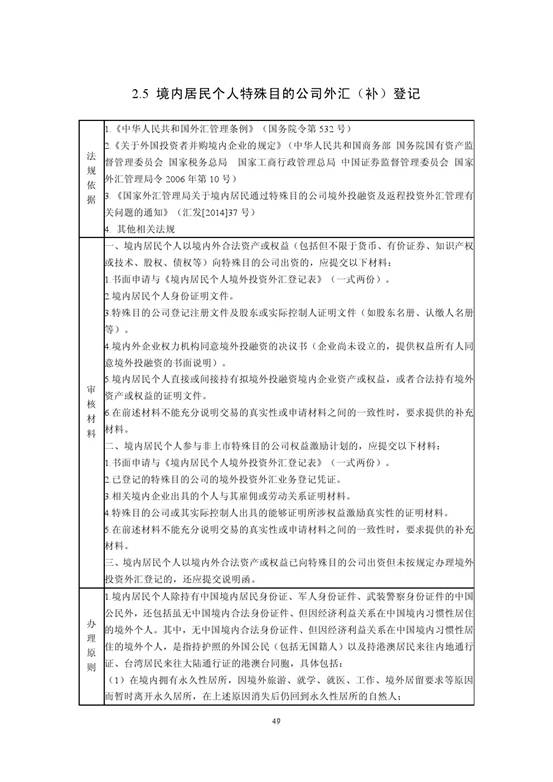 2.5 境内居民个人特殊目的公司外汇（补）登记
法规依据
1.《中华人民共和国外汇管理条例》（国务院令第 532 号）
2.《关于外国投资者并购境内企业的规定》（中华人民共和国商务部 国务院国有资产监
督管理委员会 国家税务总局 国家工商行政管理总局 中国证券监督管理委员会 国家
外汇管理局令 2006 年第 10 号）
3.《国家外汇管理局关于境内居民通过特殊目的公司境外投融资及返程投资外汇管理有
关问题的通知》（汇发[2014]37 号）
4. 其他相关法规
审核材料
一、境内居民个人以境内外合法资产或权益（包括但不限于货币、有价证券、知识产权
或技术、股权、债权等）向特殊目的公司出资的，应提交以下材料：
1.书面申请与《境内居民个人境外投资外汇登记表》（一式两份）。
2.境内居民个人身份证明文件。
3.特殊目的公司登记注册文件及股东或实际控制人证明文件（如股东名册、认缴人名册
等）。
4.境内外企业权力机构同意境外投融资的决议书（企业尚未设立的，提供权益所有人同
意境外投融资的书面说明）。
5.境内居民个人直接或间接持有拟境外投融资境内企业资产或权益，或者合法持有境外
资产或权益的证明文件。
6.在前述材料不能充分说明交易的真实性或申请材料之间的一致性时，要求提供的补充
材料。
二、境内居民个人参与非上市特殊目的公司权益激励计划的，应提交以下材料：
1.书面申请与《境内居民个人境外投资外汇登记表》（一式两份）。
2.已登记的特殊目的公司的境外投资外汇业务登记凭证。
3.相关境内企业出具的个人与其雇佣或劳动关系证明材料。
4.特殊目的公司或其实际控制人出具的能够证明所涉权益激励真实性的证明材料。
5.在前述材料不能充分说明交易的真实性或申请材料之间的一致性时，要求提供的补充
材料。
三、境内居民个人以境内外合法资产或权益已向特殊目的公司出资但未按规定办理境外
投资外汇登记的，还应提交说明函。
办理原则
1.境内居民个人除持有中国境内居民身份证、军人身份证件、武装警察身份证件的中国
公民外，还包括虽无中国境内合法身份证件、但因经济利益关系在中国境内习惯性居住
的境外个人。其中，无中国境内合法身份证件、但因经济利益关系在中国境内习惯性居
住的境外个人，是指持护照的外国公民（包括无国籍人）以及持港澳居民来往内地通行
证、台湾居民来往大陆通行证的港澳台同胞，具体包括：
（1）在境内拥有永久性居所，因境外旅游、就学、就医、工作、境外居留要求等原因
而暂时离开永久居所，在上述原因消失后仍回到永久性居所的自然人；
49